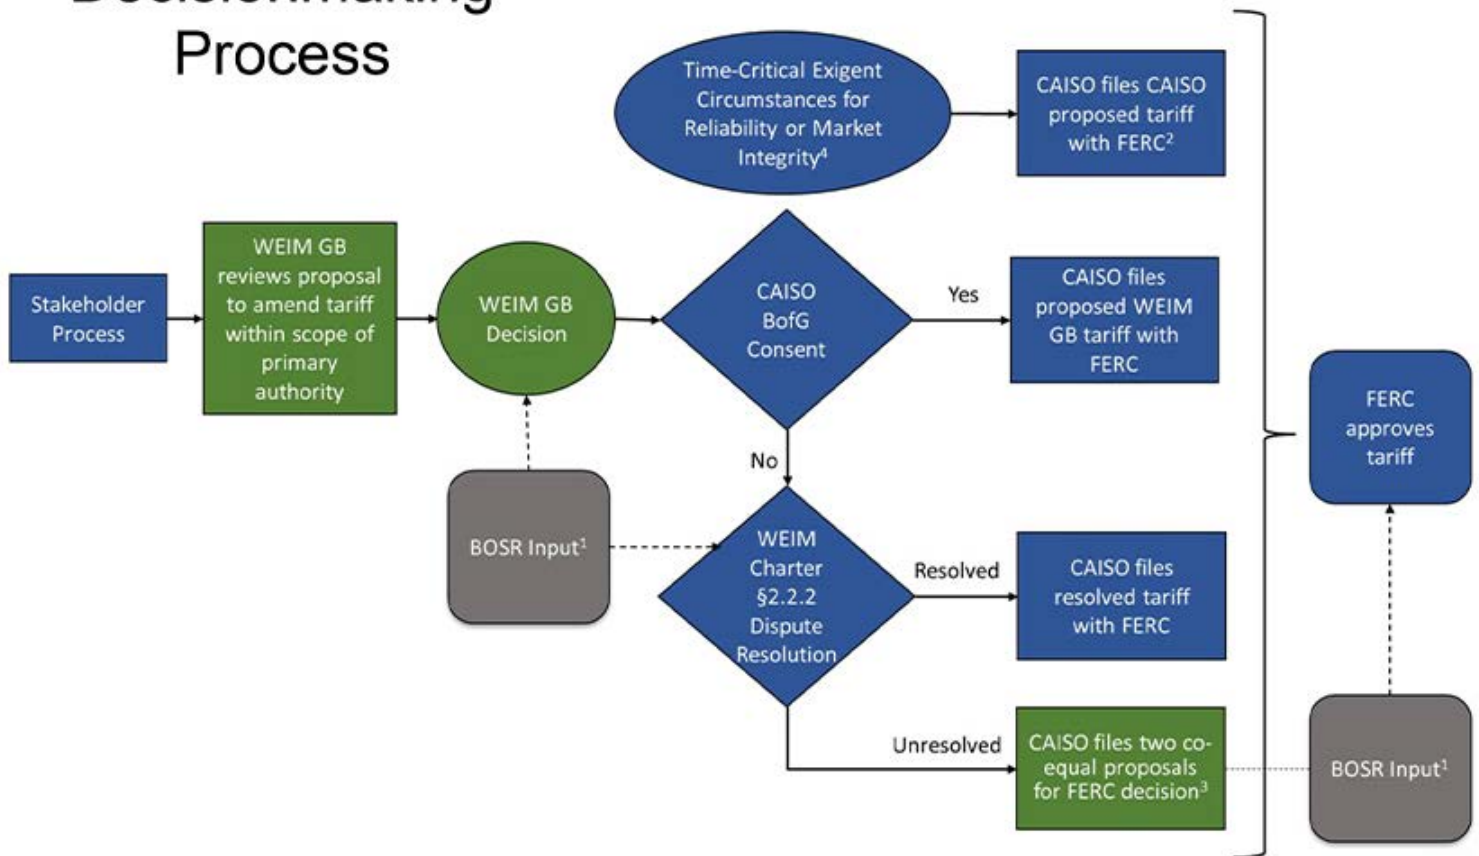 Decisionmaking
Process
Time-Critical Exigent
Circumstances for
Reliability or Market
Integrity⁴
CAISO files CAISO
proposed tariff
with FERC²
Stakeholder
Process
WEIM GB
reviews proposal
to amend tariff
within scope of
primary
authority
WEIM GB
Decision
CAISO
BofG
Consent
Yes
CAISO files
proposed WEIM
GB tariff with
FERC
FERC
approves
tariff
No
BOSR Input¹
WEIM
Charter
§2.2.2
Dispute
Resolution
Resolved
CAISO files
resolved tariff
with FERC
Unresolved
CAISO files two co-
equal proposals
for FERC decision³
BOSR Input¹